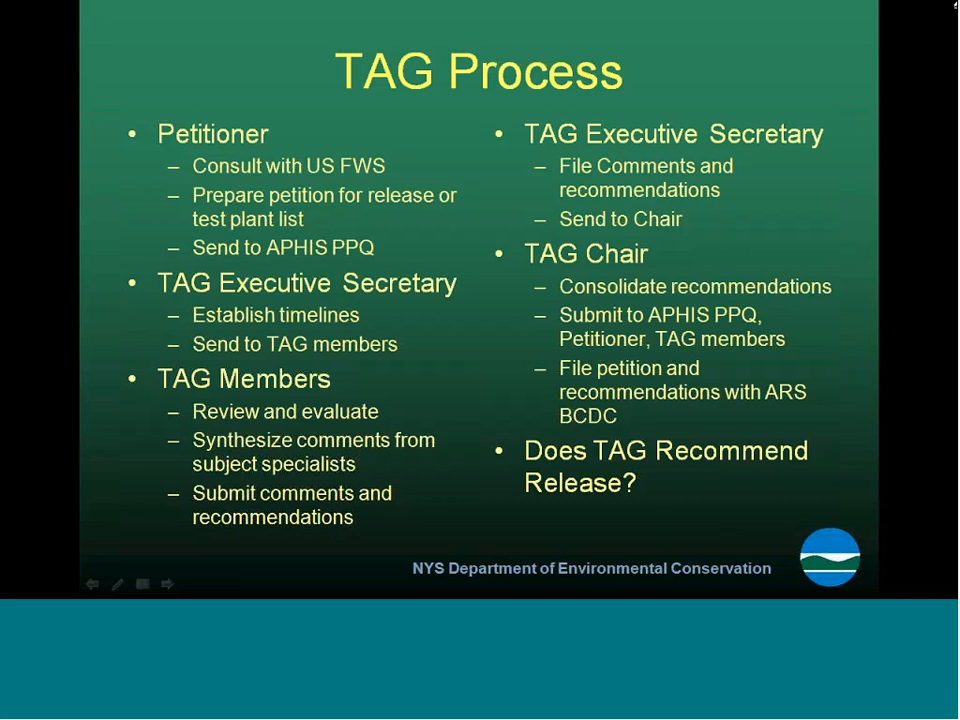 TAG Process
• Petitioner
– Consult with US FWS
– Prepare petition for release or
test plant list
– Send to APHIS PPQ
• TAG Executive Secretary
– Establish timelines
– Send to TAG members
• TAG Members
– Review and evaluate
– Synthesize comments from
subject specialists
– Submit comments and
recommendations
• TAG Executive Secretary
– File Comments and
recommendations
– Send to Chair
• TAG Chair
– Consolidate recommendations
– Submit to APHIS PPQ,
Petitioner, TAG members
– File petition and
recommendations with ARS
BCDC
• Does TAG Recommend
Release?
NYS Department of Environmental Conservation